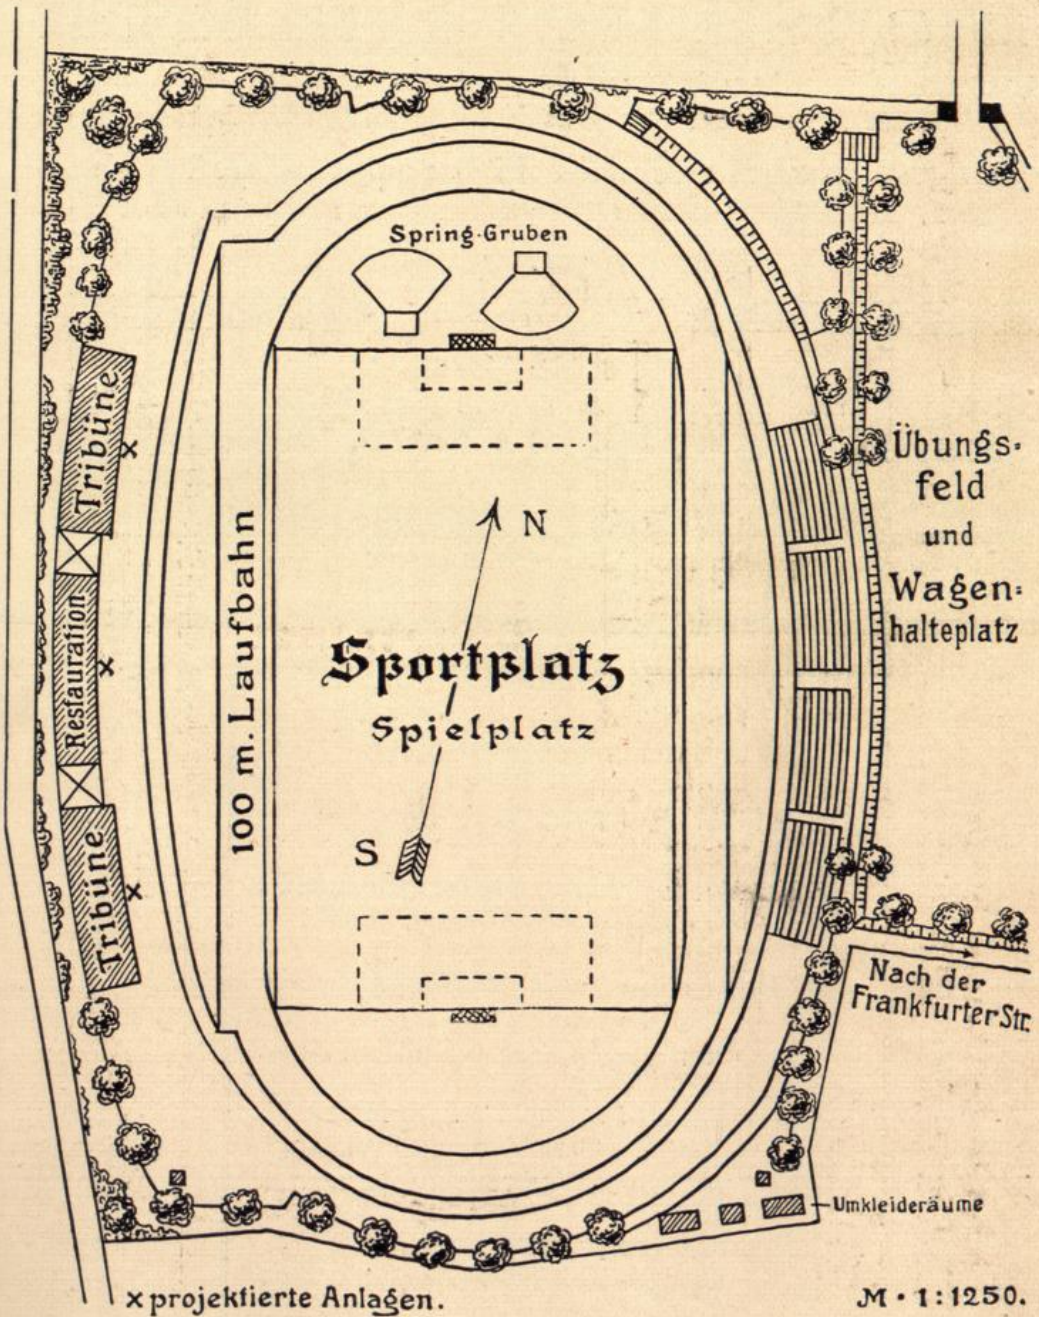 Spring-Gruben
Tribüne
Übungs-
feld
und
Wagen-
halteplatz
N
Restauration
100 m. Laufbahn
Sportplatz
Spielplatz
S
Tribüne
Nach der
Frankfurter Str.
Umkleideräume
x projektierte Anlagen.
M · 1:1250.